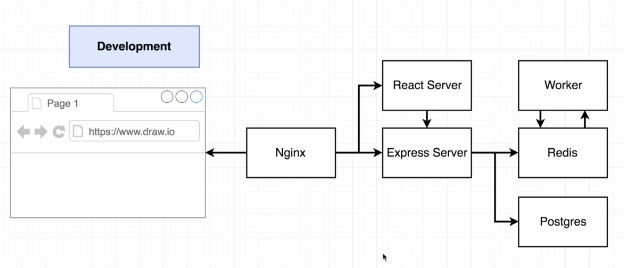 Development
Page 1
https://www.draw.io
React Server
Worker
Nginx
Express Server
Redis
Postgres